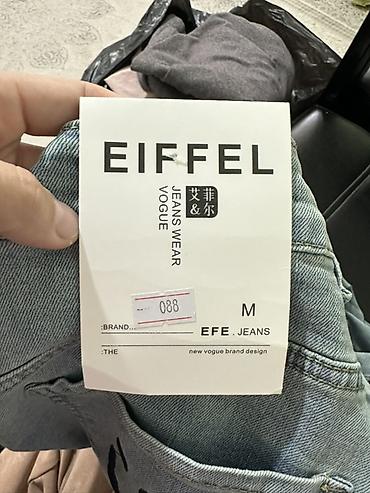 EIFFEL
JEANS WEAR
VOGUE
艾菲
&尔
088
M
:BRAND...
EFE . JEANS
:THE
new vogue brand design